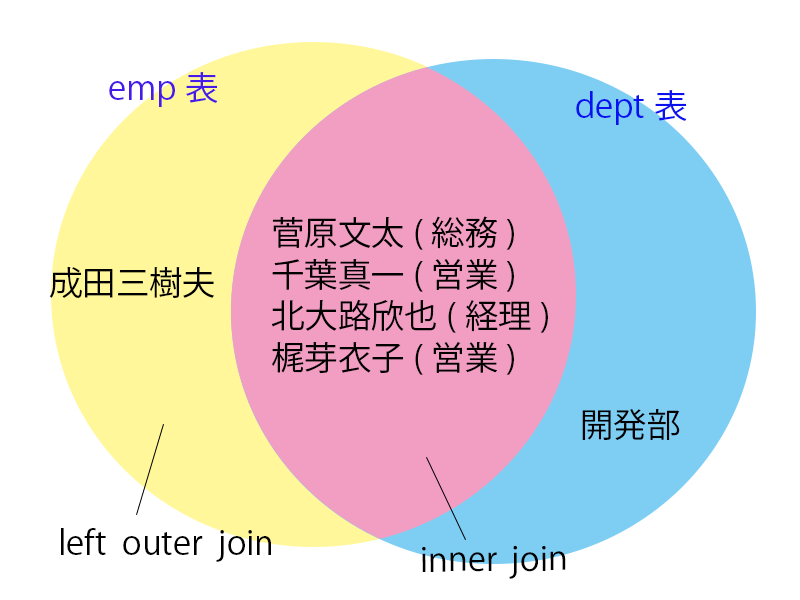 emp 表
dept 表
菅原文太 ( 総務 )
千葉真一 ( 営業 )
成田三樹夫
北大路欣也 ( 経理 )
梶芽衣子 ( 営業 )
開発部
left outer join
inner join